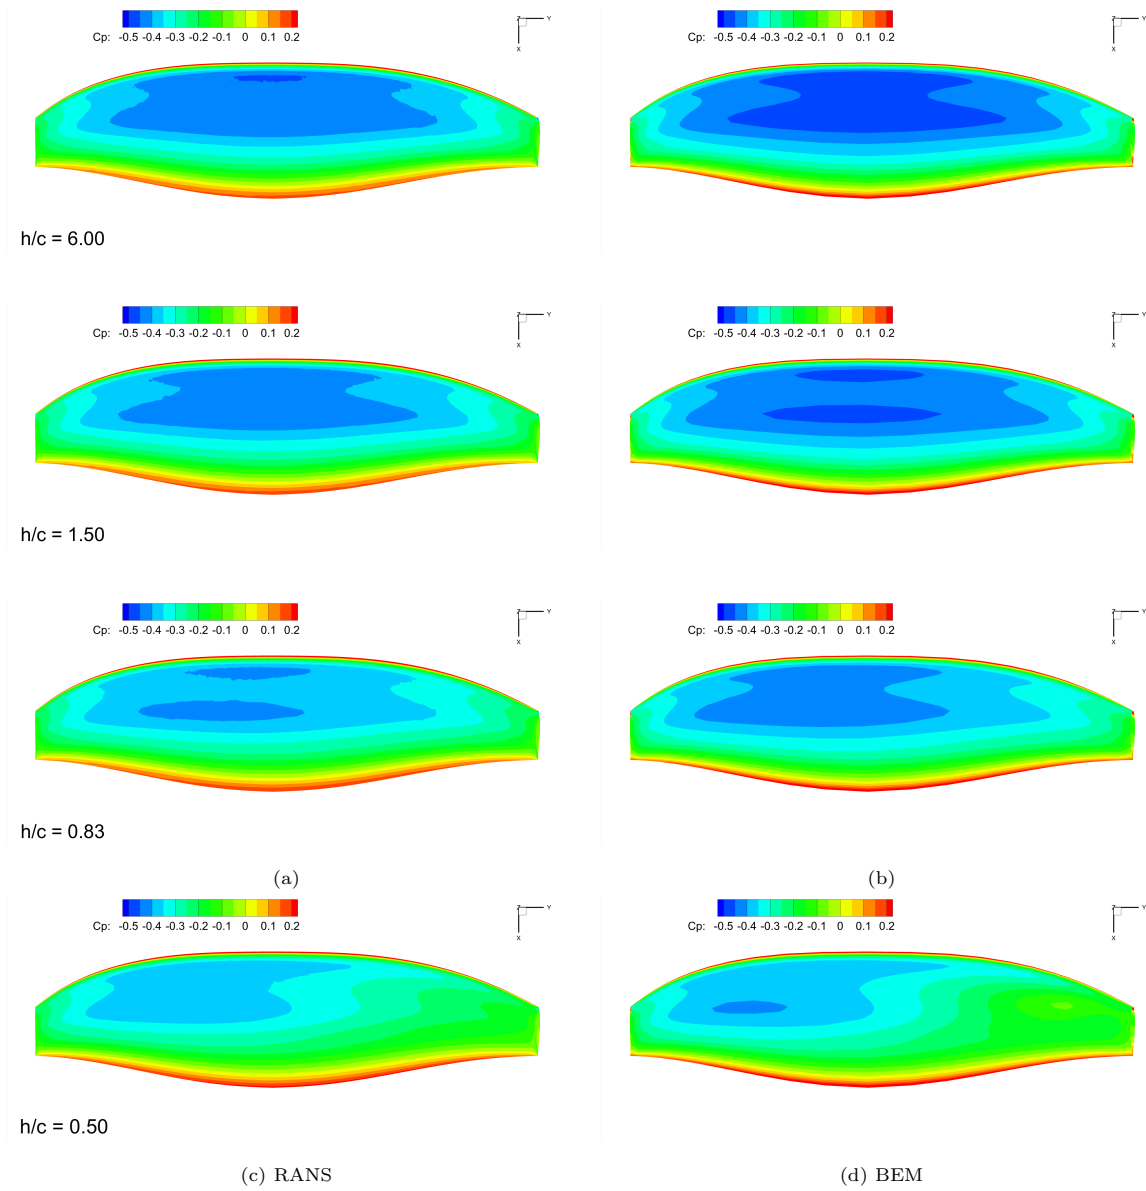 Cp: -0.5 -0.4 -0.3 -0.2 -0.1 0 0.1 0.2
Z Y
X
Cp: -0.5 -0.4 -0.3 -0.2 -0.1 0 0.1 0.2
Z Y
X
h/c = 6.00
Cp: -0.5 -0.4 -0.3 -0.2 -0.1 0 0.1 0.2
Z Y
X
Cp: -0.5 -0.4 -0.3 -0.2 -0.1 0 0.1 0.2
Z Y
X
h/c = 1.50
Cp: -0.5 -0.4 -0.3 -0.2 -0.1 0 0.1 0.2
Z Y
X
Cp: -0.5 -0.4 -0.3 -0.2 -0.1 0 0.1 0.2
Z Y
X
h/c = 0.83
(a)
(b)
Cp: -0.5 -0.4 -0.3 -0.2 -0.1 0 0.1 0.2
Z Y
X
Cp: -0.5 -0.4 -0.3 -0.2 -0.1 0 0.1 0.2
Z Y
X
h/c = 0.50
(c) RANS
(d) BEM